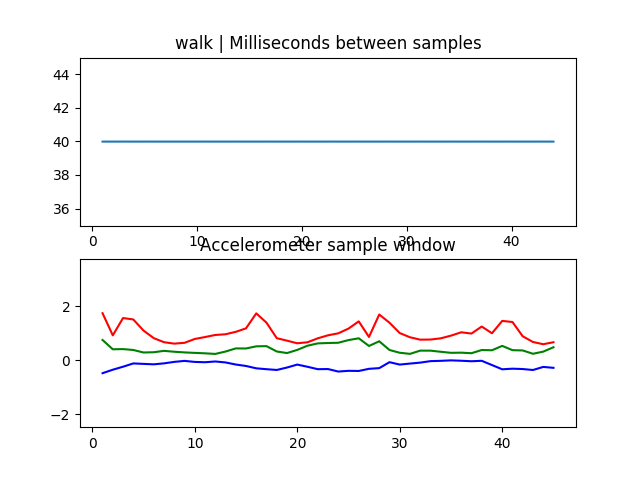 walk | Milliseconds between samples
44
42
40
38
36
0 10 20 30 40
Accelerometer sample window
2
0
−2
0 10 20 30 40